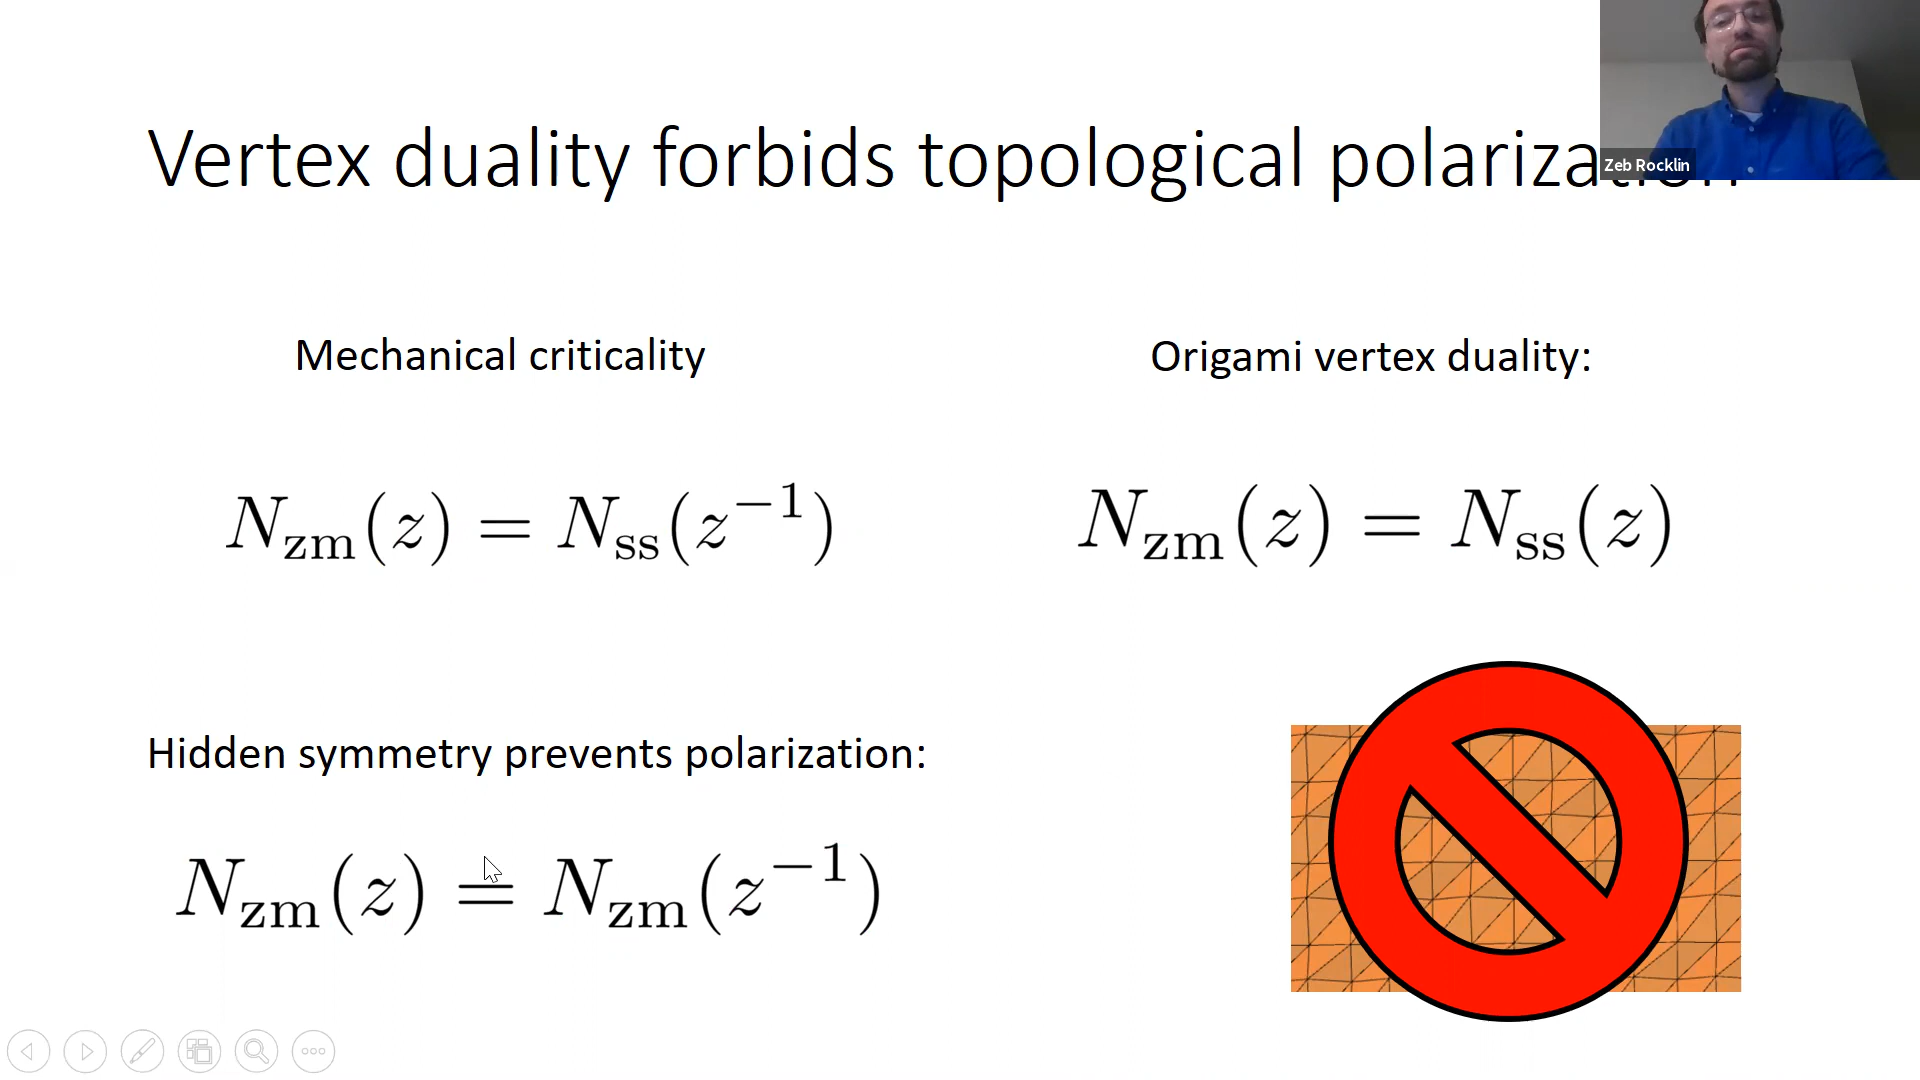 Vertex duality forbids topological polarization
Zeb Rocklin
Mechanical criticality
Origami vertex duality:
N_zm(z) = N_ss(z^{-1})
N_zm(z) = N_ss(z)
Hidden symmetry prevents polarization:
N_zm(z) = N_zm(z^{-1})